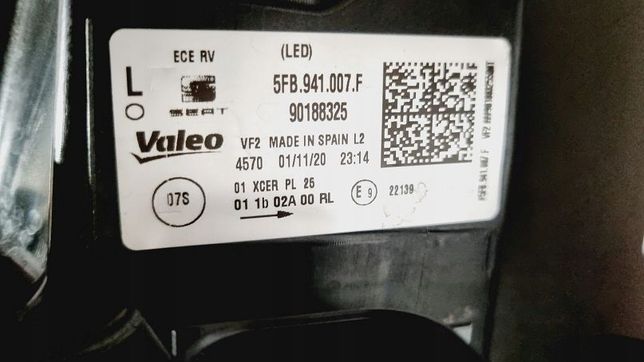 ECE RV (LED)
L SEAT 5FB.941.007.F
90188325
Valeo VF2 MADE IN SPAIN L2
4570 01/11/20 23:14
07S 01 XCER PL 25
01 1b 02A 00 RL
E 9 22139